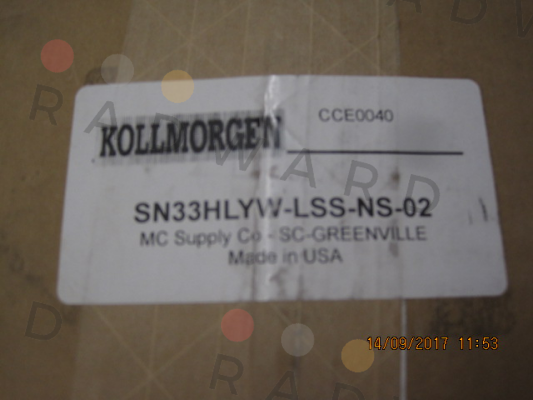 CCE0040
KOLLMORGEN
RADWARD
SN33HLYW-LSS-NS-02
MC Supply Co - SC-GREENVILLE
Made in USA
14/09/2017 11:53